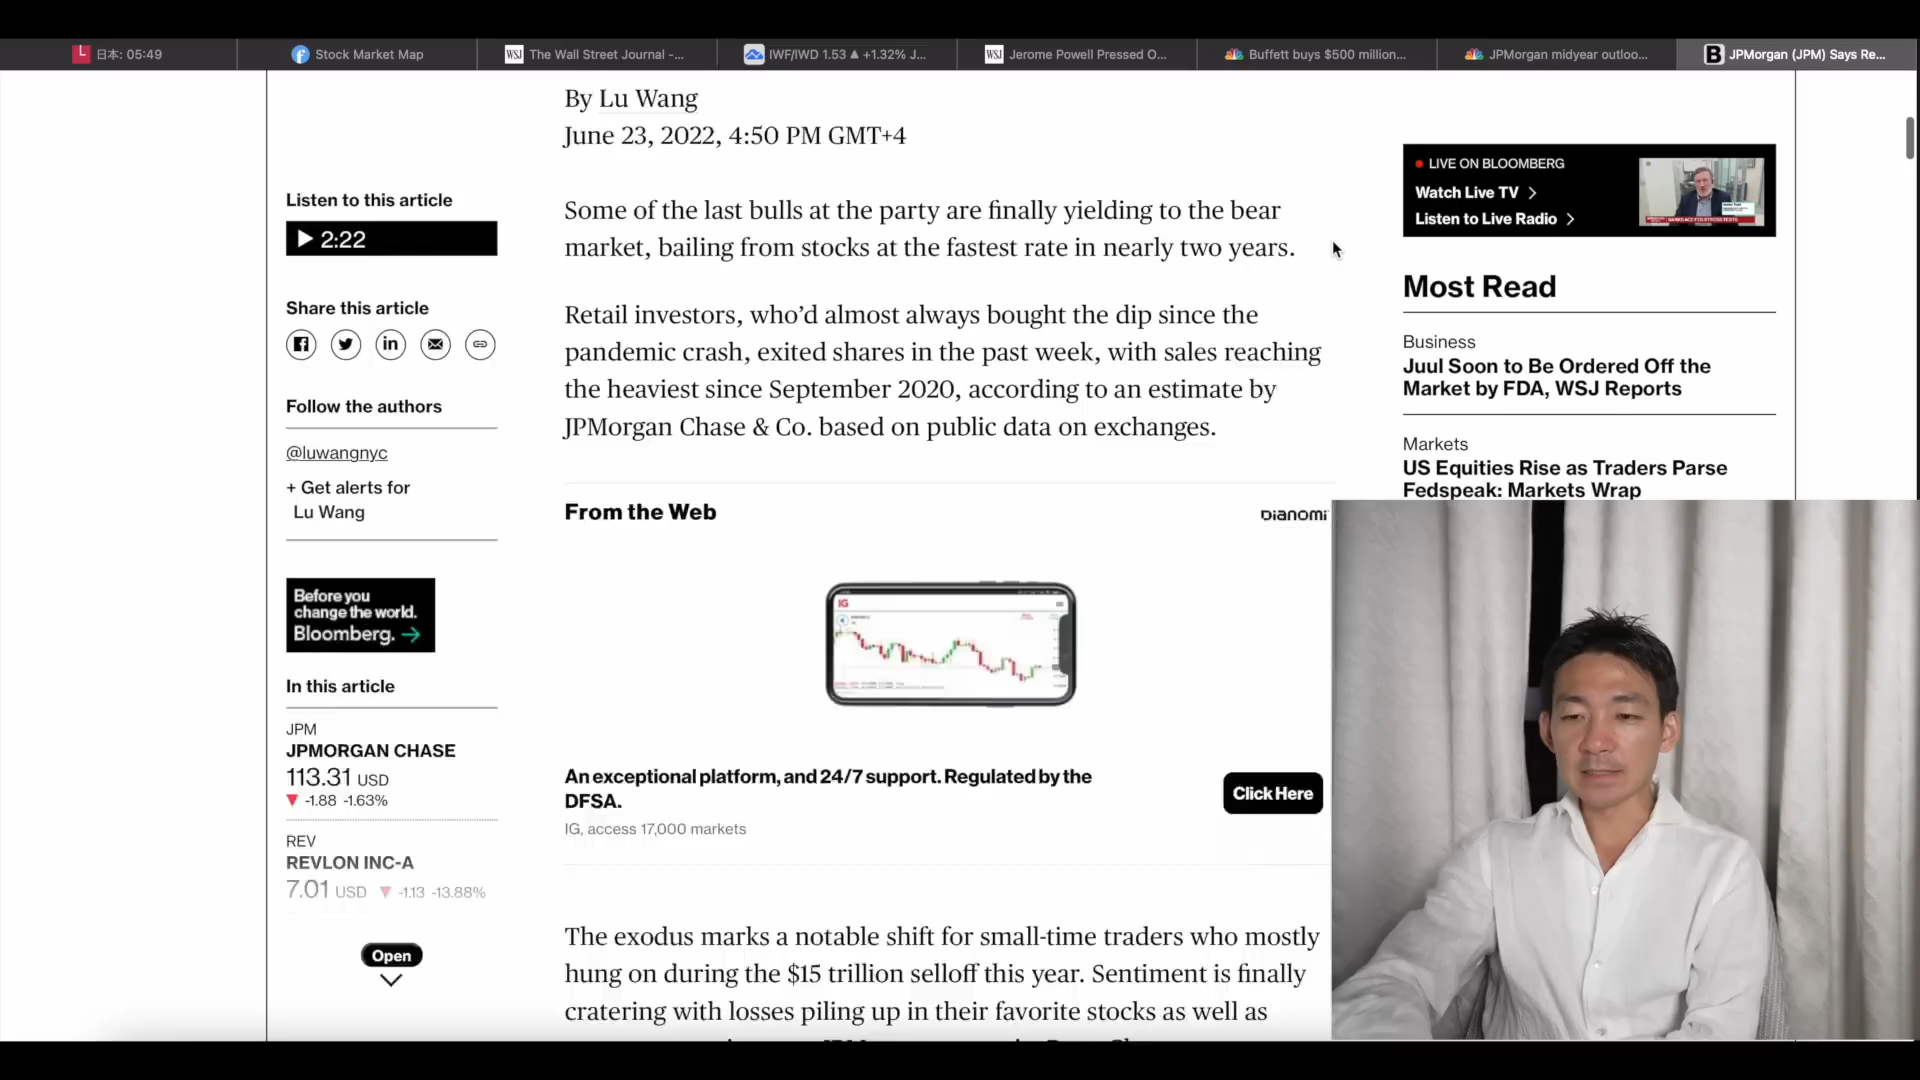 日本: 05:49
Stock Market Map
WSJ The Wall Street Journal -...
IWF/IWD 1.53 ▲ +1.32% J...
WSJ Jerome Powell Pressed O...
Buffett buys $500 million...
JPMorgan midyear outloo...
B JPMorgan (JPM) Says Re...
By Lu Wang
June 23, 2022, 4:50 PM GMT+4
Listen to this article
2:22
Share this article
Follow the authors
@luwangnyc
+ Get alerts for
Lu Wang
Before you
change the world.
Bloomberg. →
In this article
JPM
JPMORGAN CHASE
113.31 USD
▼ -1.88 -1.63%
REV
REVLON INC-A
7.01 USD ▼ -1.13 -13.88%
Open
Some of the last bulls at the party are finally yielding to the bear
market, bailing from stocks at the fastest rate in nearly two years.
Retail investors, who’d almost always bought the dip since the
pandemic crash, exited shares in the past week, with sales reaching
the heaviest since September 2020, according to an estimate by
JPMorgan Chase & Co. based on public data on exchanges.
From the Web
Dianomi
IG
An exceptional platform, and 24/7 support. Regulated by the
DFSA.
IG, access 17,000 markets
Click Here
The exodus marks a notable shift for small-time traders who mostly
hung on during the $15 trillion selloff this year. Sentiment is finally
cratering with losses piling up in their favorite stocks as well as
LIVE ON BLOOMBERG
Watch Live TV >
Listen to Live Radio >
Most Read
Business
Juul Soon to Be Ordered Off the
Market by FDA, WSJ Reports
Markets
US Equities Rise as Traders Parse
Fedspeak: Markets Wrap